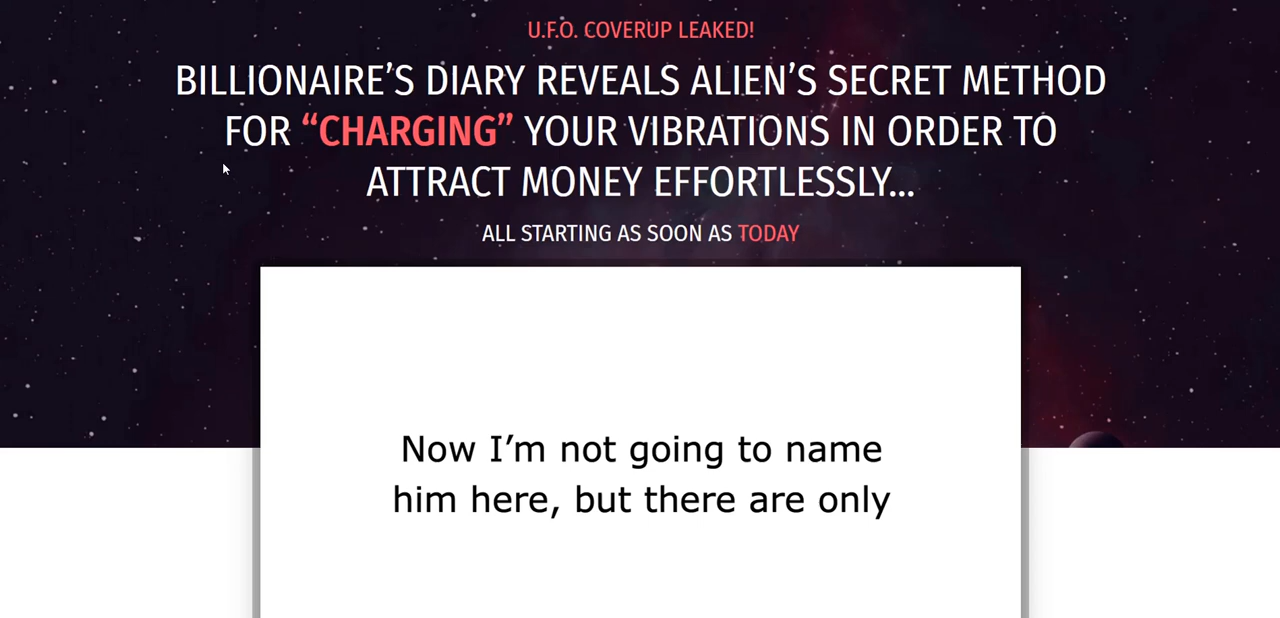 U.F.O. COVERUP LEAKED!
BILLIONAIRE’S DIARY REVEALS ALIEN’S SECRET METHOD
FOR “CHARGING” YOUR VIBRATIONS IN ORDER TO
ATTRACT MONEY EFFORTLESSLY...
ALL STARTING AS SOON AS TODAY
Now I’m not going to name
him here, but there are only